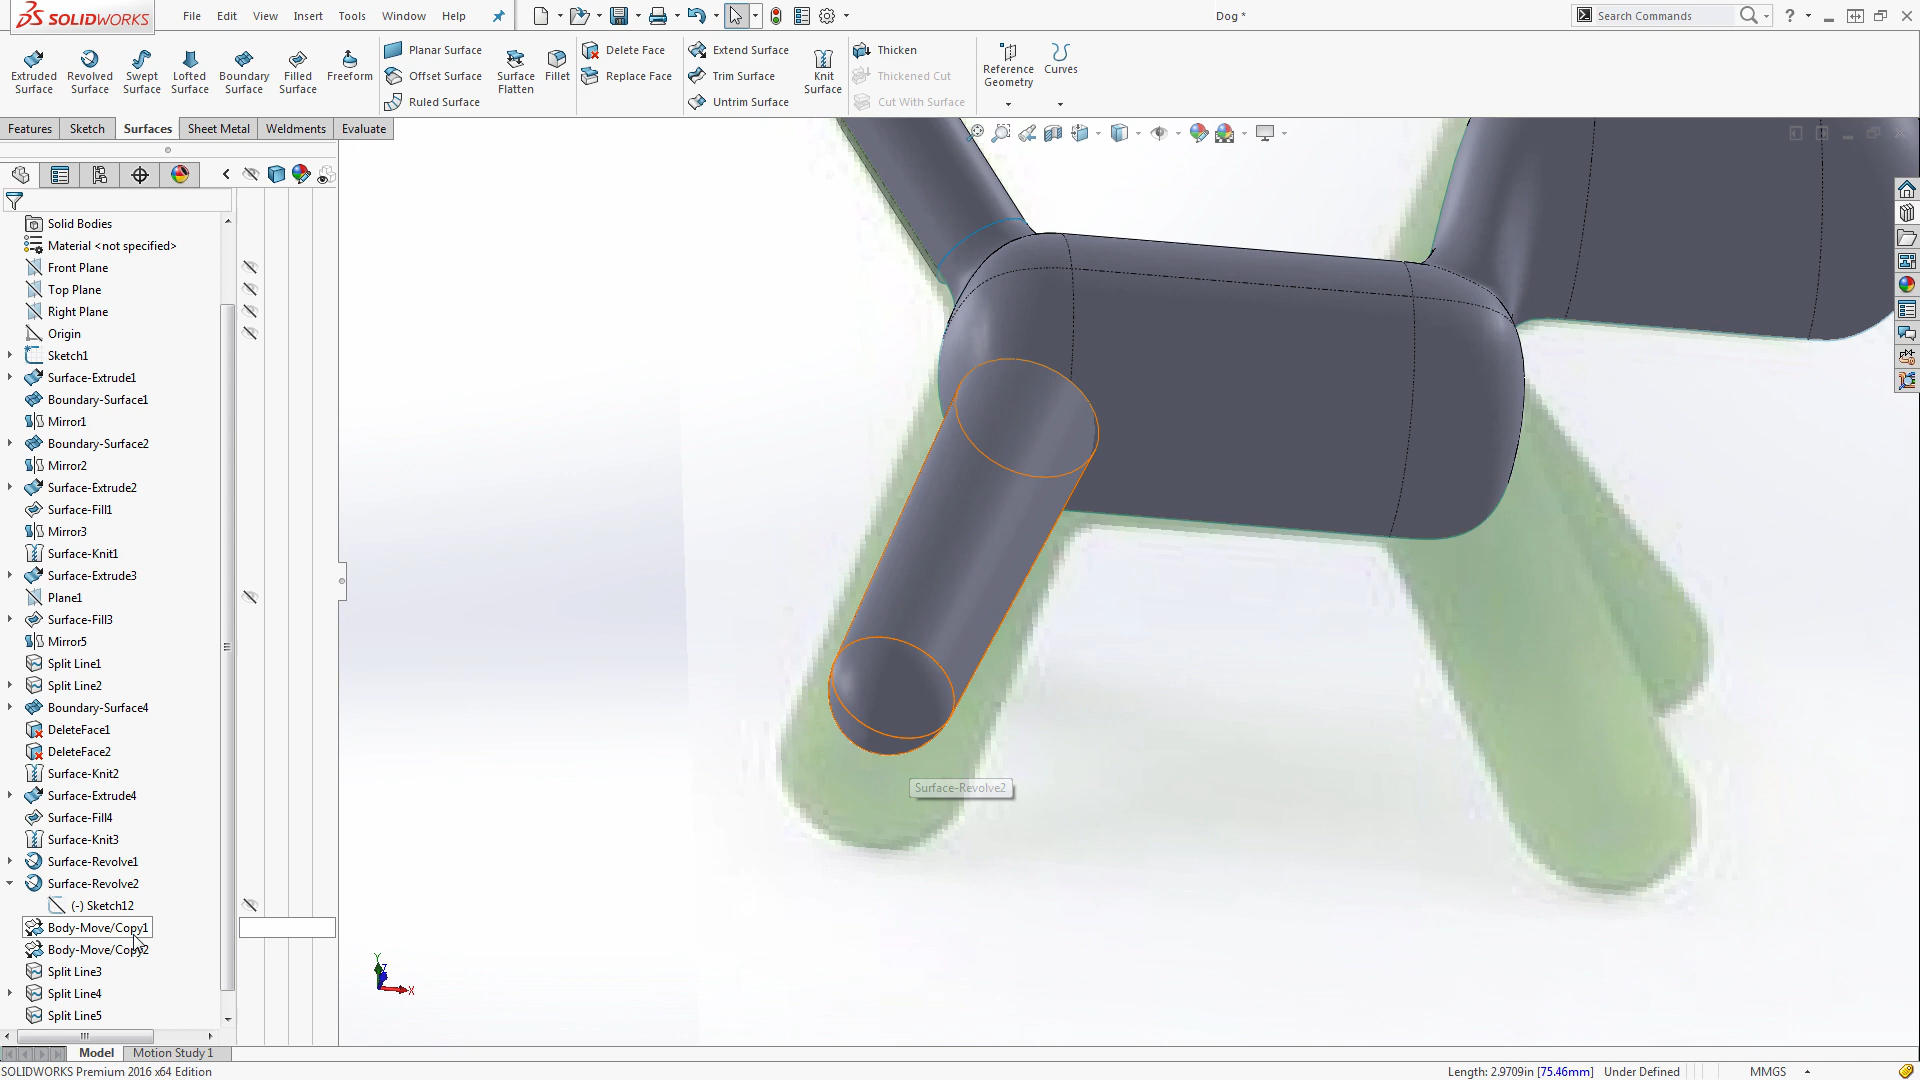 SOLIDWORKS
File Edit View Insert Tools Window Help
Dog *
Search Commands
Extruded Surface
Revolved Surface
Swept Surface
Lofted Surface
Boundary Surface
Filled Surface
Freeform
Planar Surface
Offset Surface
Ruled Surface
Surface Flatten
Fillet
Delete Face
Replace Face
Extend Surface
Trim Surface
Untrim Surface
Knit Surface
Thicken
Thickened Cut
Cut With Surface
Reference Geometry
Curves
Features Sketch Surfaces Sheet Metal Weldments Evaluate
Solid Bodies
Material <not specified>
Front Plane
Top Plane
Right Plane
Origin
Sketch1
Surface-Extrude1
Boundary-Surface1
Mirror1
Boundary-Surface2
Mirror2
Surface-Extrude2
Surface-Fill1
Mirror3
Surface-Knit1
Surface-Extrude3
Plane1
Surface-Fill3
Mirror5
Split Line1
Split Line2
Boundary-Surface4
DeleteFace1
DeleteFace2
Surface-Knit2
Surface-Extrude4
Surface-Fill4
Surface-Knit3
Surface-Revolve1
Surface-Revolve2
(-) Sketch12
Body-Move/Copy1
Body-Move/Copy2
Split Line3
Split Line4
Split Line5
Surface-Revolve2
Y
Z
X
Model Motion Study 1
SOLIDWORKS Premium 2016 x64 Edition
Length: 2.9709in [75.46mm] Under Defined MMGS